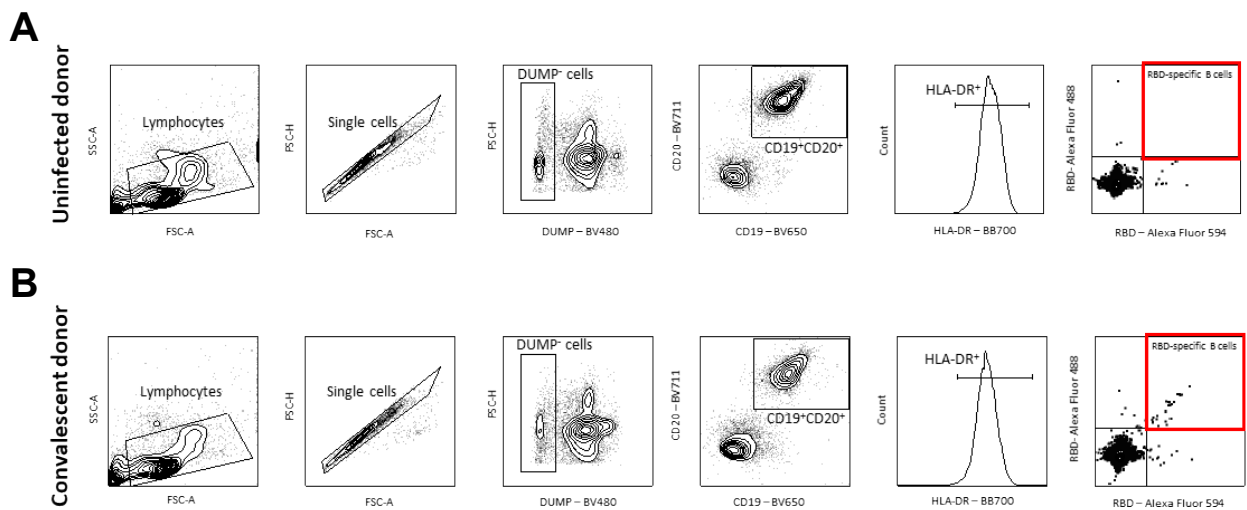 A
Uninfected donor
SSC-A
Lymphocytes
FSC-A
FSC-H
Single cells
FSC-A
DUMP⁻ cells
FSC-H
DUMP – BV480
CD20 – BV711
CD19⁺CD20⁺
CD19 – BV650
Count
HLA-DR⁺
HLA-DR – BB700
RBD- Alexa Fluor 488
RBD-specific B cells
RBD – Alexa Fluor 594
B
Convalescent donor
SSC-A
Lymphocytes
FSC-A
FSC-H
Single cells
FSC-A
DUMP⁻ cells
FSC-H
DUMP – BV480
CD20 – BV711
CD19⁺CD20⁺
CD19 – BV650
Count
HLA-DR⁺
HLA-DR – BB700
RBD- Alexa Fluor 488
RBD-specific B cells
RBD – Alexa Fluor 594